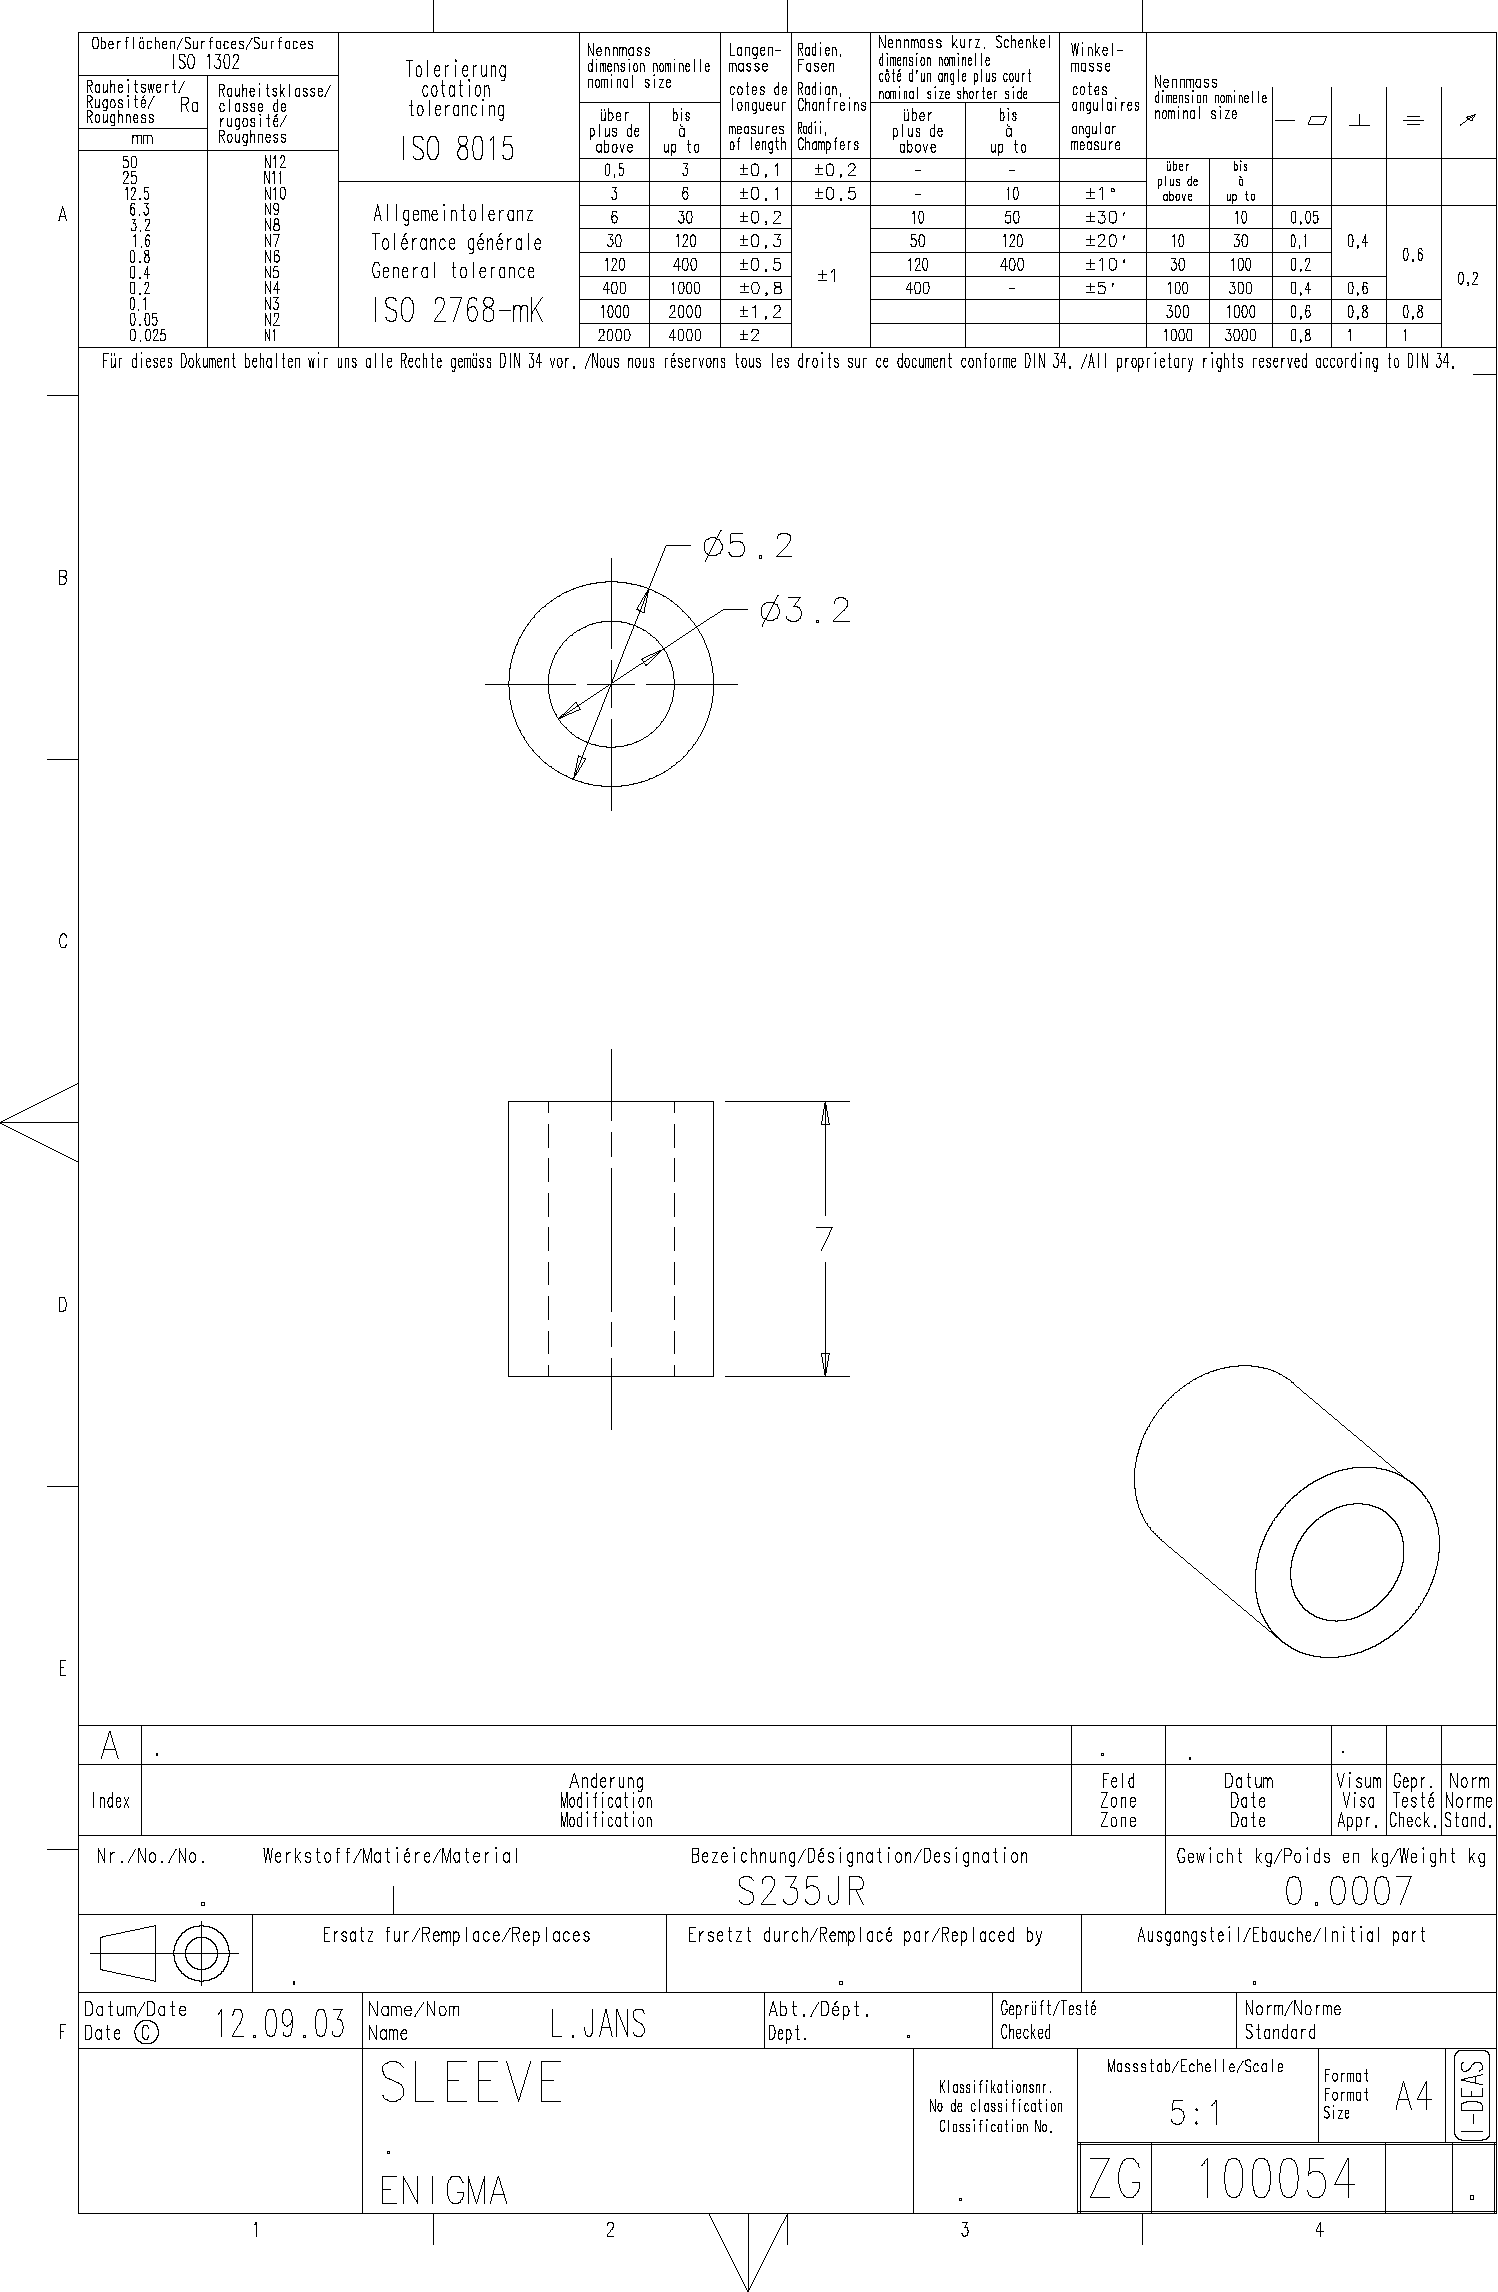 Oberflächen/Surfaces/Surfaces
ISO 1302
Rauheitswert/
Rugosité/ Ra
Roughness
mm
Rauheitsklasse/
classe de
rugosité/
Roughness
50 N12
25 N11
12.5 N10
6.3 N9
3.2 N8
1.6 N7
0.8 N6
0.4 N5
0.2 N4
0.1 N3
0.05 N2
0.025 N1
Tolerierung
cotation
tolerancing
ISO 8015
Allgemeintoleranz
Tolérance générale
General tolerance
ISO 2768-mK
Nennmass
dimension nominelle
nominal size
über
plus de
above
bis
à
up to
Langen-
masse
cotes de
longueur
measures
of length
Radien,
Fasen
Radian,
Chanfreins
Radii,
Champfers
Nennmass kurz. Schenkel
dimension nominelle
côté d'un angle plus court
nominal size shorter side
über
plus de
above
bis
à
up to
Winkel-
masse
cotes
angulaires
angular
measure
Nennmass
dimension nominelle
nominal size
über
plus de
above
bis
à
up to
0,5 3 ±0,1 ±0,2 - -
3 6 ±0,1 ±0,5 - 10 ±1°
6 30 ±0,2 10 50 ±30' 10 0,05
30 120 ±0,3 50 120 ±20' 10 30 0,1 0,4
0,6
120 400 ±0,5 ±1 120 400 ±10' 30 100 0,2
0,2
400 1000 ±0,8 400 - ±5' 100 300 0,4 0,6
1000 2000 ±1,2 300 1000 0,6 0,8 0,8
2000 4000 ±2 1000 3000 0,8 1 1
Für dieses Dokument behalten wir uns alle Rechte gemäss DIN 34 vor. /Nous nous réservons tous les droits sur ce document conforme DIN 34. /All proprietary rights reserved according to DIN 34.
A
B
C
D
E
F
Ø5.2
Ø3.2
7
A .
. . .
Index
Anderung
Modification
Modification
Feld
Zone
Zone
Datum
Date
Date
Visum
Visa
Appr.
Gepr.
Testé
Check.
Norm
Norme
Stand.
Nr./No./No.
.
Werkstoff/Matiére/Material
Bezeichnung/Désignation/Designation
S235JR
Gewicht kg/Poids en kg/Weight kg
0.0007
Ersatz fur/Remplace/Replaces
.
Ersetzt durch/Remplacé par/Replaced by
.
Ausgangsteil/Ebauche/Initial part
.
Datum/Date
Date © 12.09.03
Name/Nom
Name L.JANS
Abt./Dépt.
Dept. .
Geprüft/Testé
Checked
Norm/Norme
Standard
SLEEVE
.
ENIGMA
Klassifikationsnr.
No de classification
Classification No.
.
Massstab/Echelle/Scale
5:1
Format
Format
Size
A4
I-DEAS
ZG 100054 .
1 2 3 4